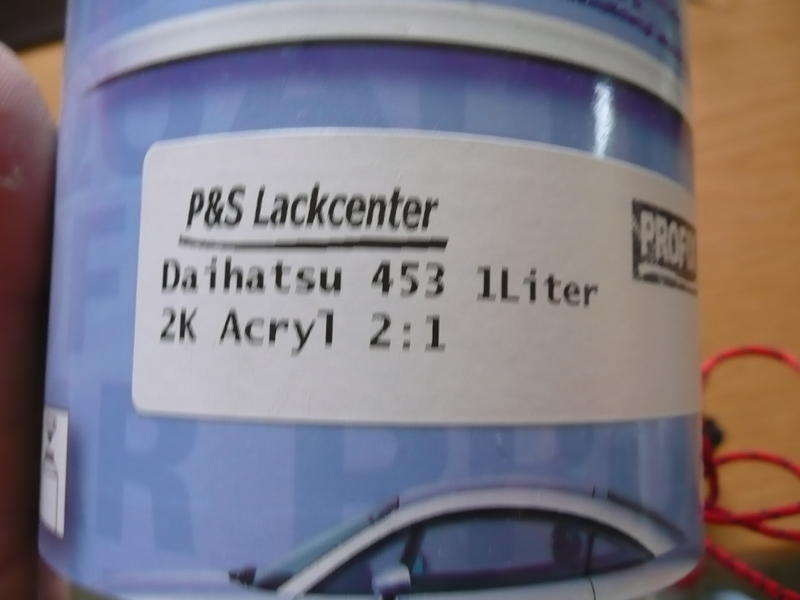 P&S Lackcenter
Daihatsu 453 1Liter
2K Acryl 2:1